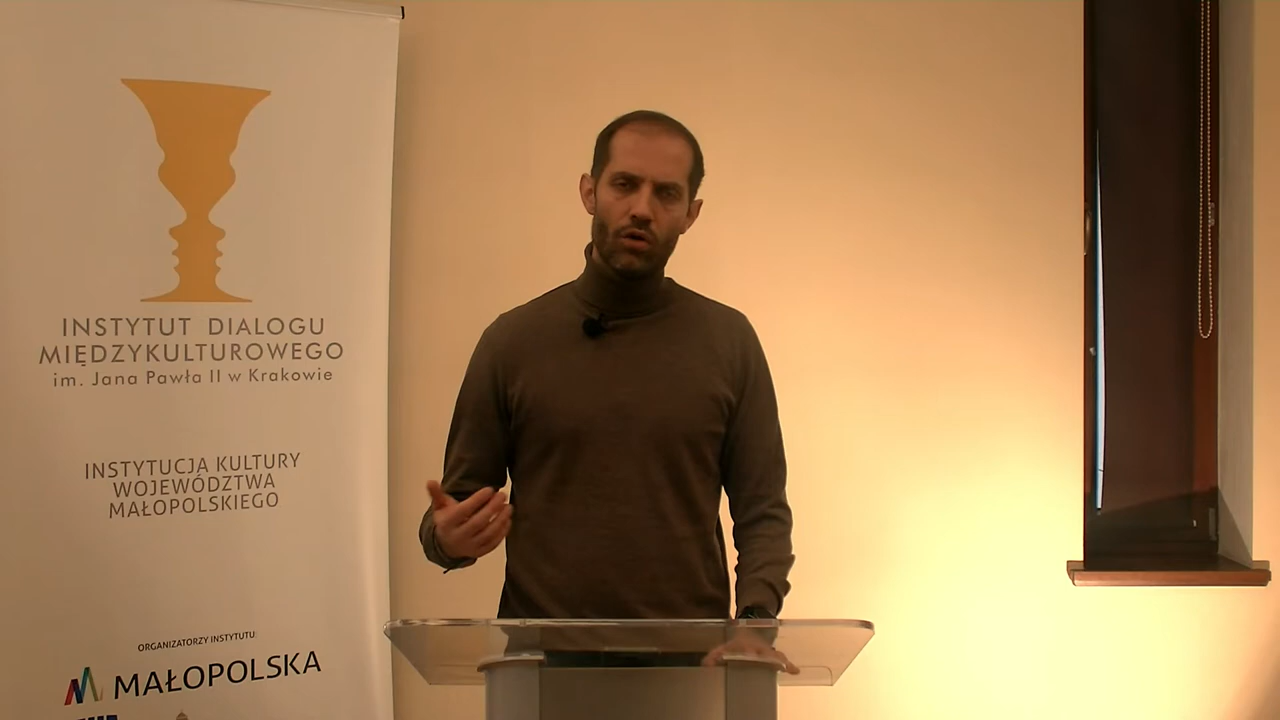 INSTYTUT DIALOGU
MIĘDZYKULTUROWEGO
im. Jana Pawła II w Krakowie
INSTYTUCJA KULTURY
WOJEWÓDZTWA
MAŁOPOLSKIEGO
ORGANIZATORZY INSTYTUTU
MAŁOPOLSKA